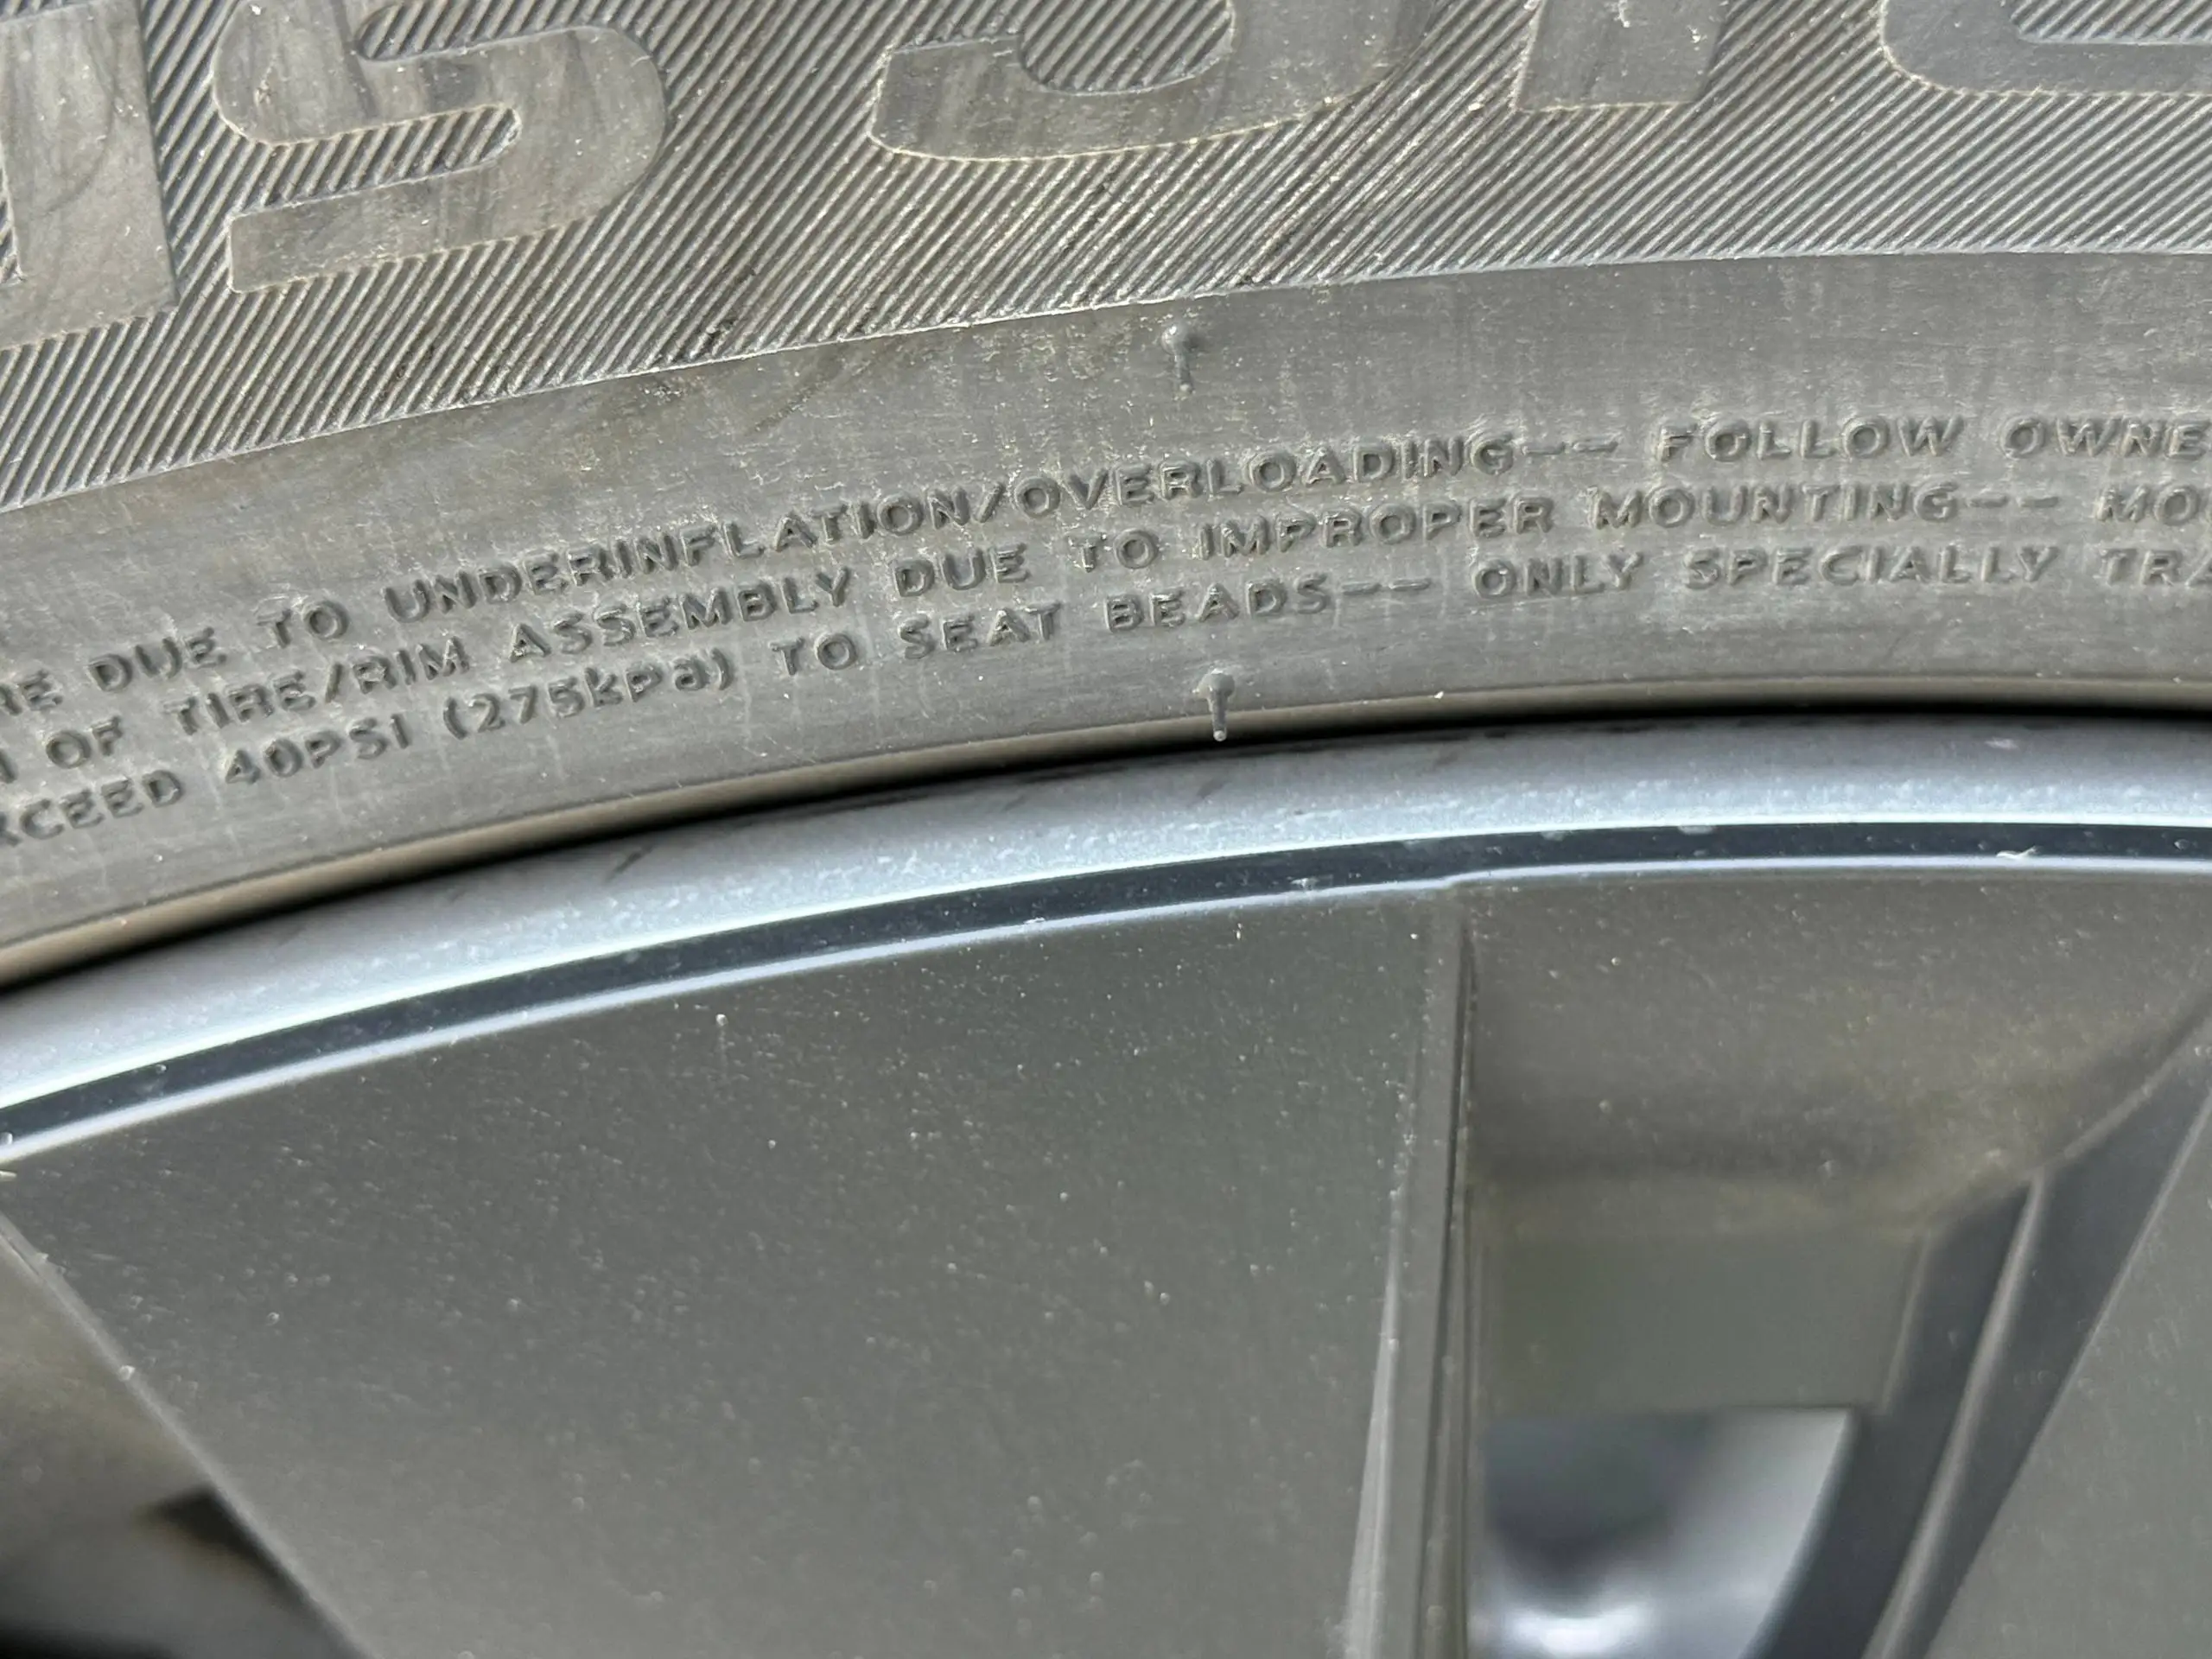 RE DUE TO UNDERINFLATION/OVERLOADING-- FOLLOW OWNE
N OF TIRE/RIM ASSEMBLY DUE TO IMPROPER MOUNTING-- MO
XCEED 40PSI (275kPa) TO SEAT BEADS-- ONLY SPECIALLY TRA